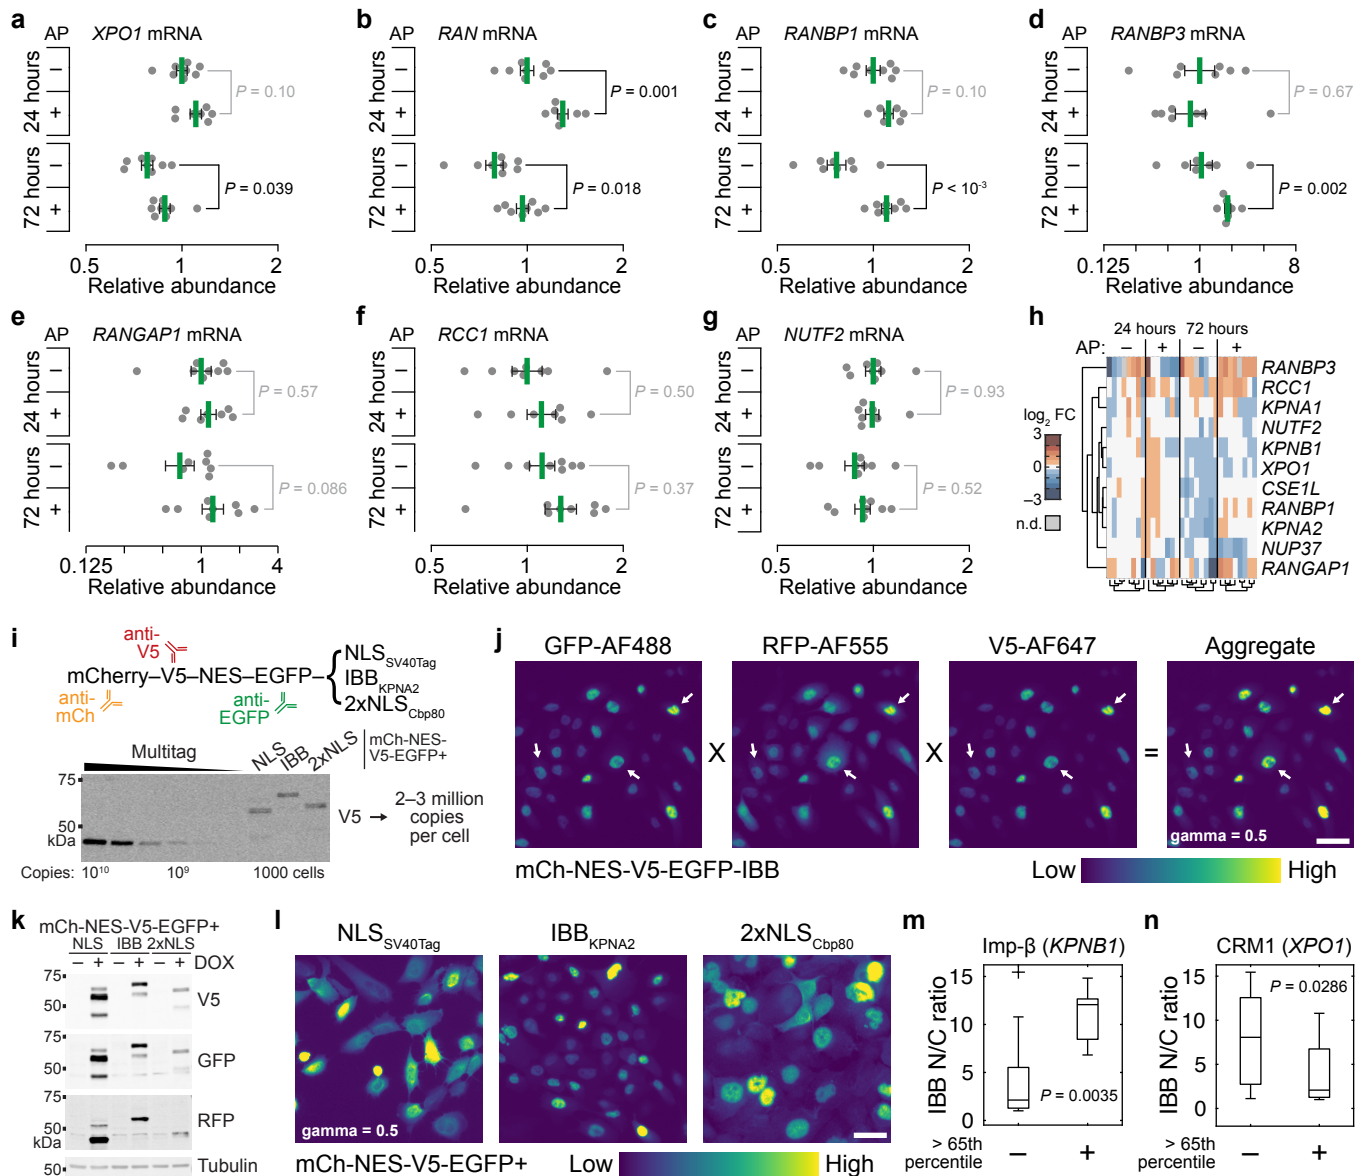 a
XPO1 mRNA
AP
24 hours
−
+
72 hours
−
+
P = 0.10
P = 0.039
0.5
1
2
Relative abundance
b
RAN mRNA
AP
24 hours
−
+
72 hours
−
+
P = 0.001
P = 0.018
0.5
1
2
Relative abundance
c
RANBP1 mRNA
AP
24 hours
−
+
72 hours
−
+
P = 0.10
P < 10-3
0.5
1
2
Relative abundance
d
RANBP3 mRNA
AP
24 hours
−
+
72 hours
−
+
P = 0.67
P = 0.002
0.125
1
8
Relative abundance
e
RANGAP1 mRNA
AP
24 hours
−
+
72 hours
−
+
P = 0.57
P = 0.086
0.125
1
4
Relative abundance
f
RCC1 mRNA
AP
24 hours
−
+
72 hours
−
+
P = 0.50
P = 0.37
0.5
1
2
Relative abundance
g
NUTF2 mRNA
AP
24 hours
−
+
72 hours
−
+
P = 0.93
P = 0.52
0.5
1
2
Relative abundance
h
24 hours 72 hours
AP: − + − +
log2 FC
3
0
−3
n.d.
RANBP3
RCC1
KPNA1
NUTF2
KPNB1
XPO1
CSE1L
RANBP1
KPNA2
NUP37
RANGAP1
i
anti-
V5
mCherry–V5–NES–EGFP–
anti-
mCh
anti-
EGFP
NLSSV40Tag
IBBKPNA2
2xNLSCbp80
Multitag
NLS
IBB
2xNLS
mCh-NES-
V5-EGFP+
75
50
kDa
V5 → 2–3 million
copies
per cell
Copies: 10^10 10^9 1000 cells
j
GFP-AF488 RFP-AF555 V5-AF647 Aggregate
X X =
gamma = 0.5 gamma = 0.5
mCh-NES-V5-EGFP-IBB
Low High
k
mCh-NES-V5-EGFP+
NLS IBB 2xNLS
− + − + − + DOX
75
50
V5
75
50
GFP
75
50
kDa
RFP
50
Tubulin
l
NLSSV40Tag IBBKPNA2 2xNLSCbp80
gamma = 0.5
mCh-NES-V5-EGFP+ Low High
m
Imp-β (KPNB1)
IBB N/C ratio
15
10
5
0
P = 0.0035
> 65th
percentile
− +
n
CRM1 (XPO1)
IBB N/C ratio
15
10
5
0
P = 0.0286
> 65th
percentile
− +